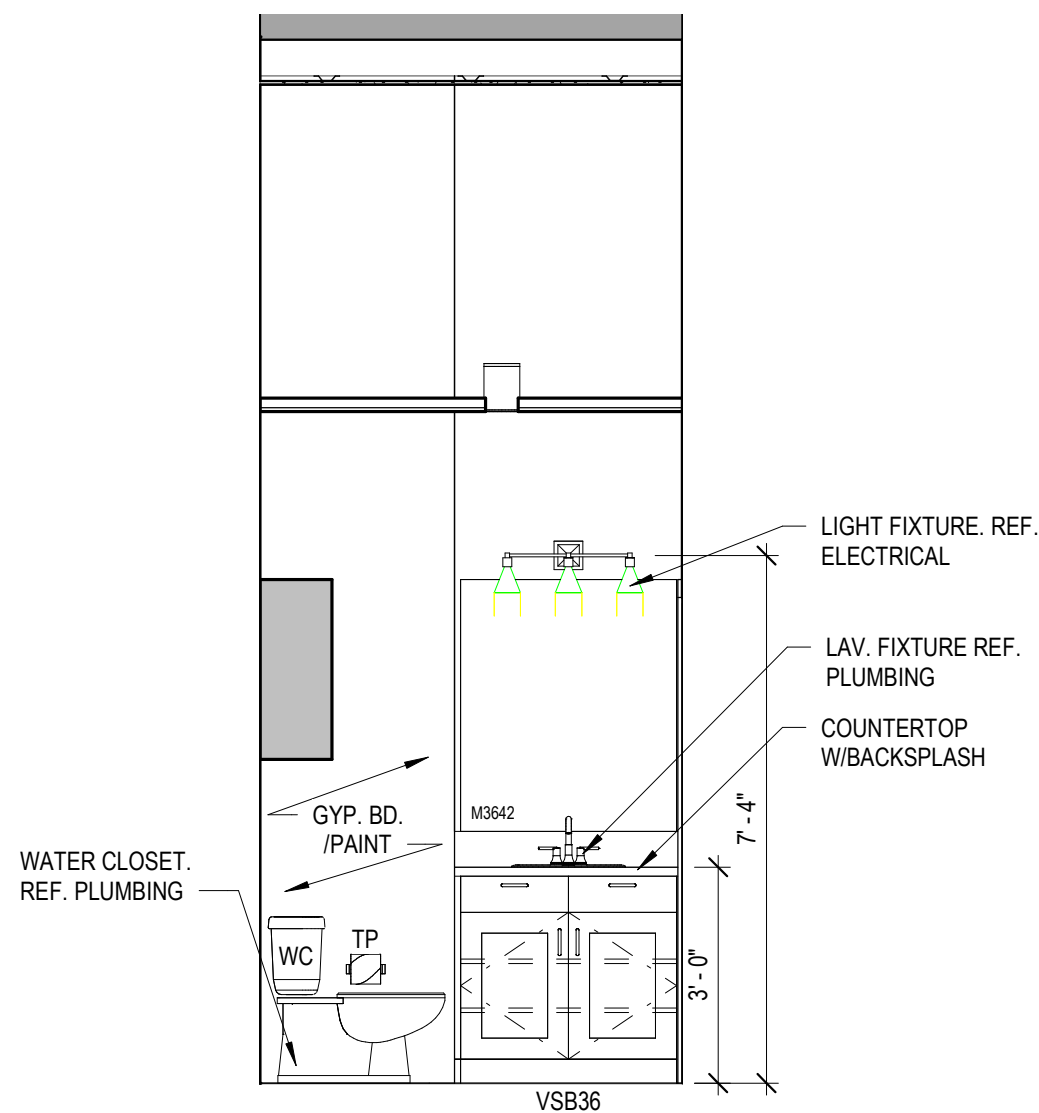 LIGHT FIXTURE. REF.
ELECTRICAL
LAV. FIXTURE REF.
PLUMBING
COUNTERTOP
W/BACKSPLASH
7' - 4"
M3642
GYP. BD.
/PAINT
WATER CLOSET.
REF. PLUMBING
WC
TP
3' - 0"
VSB36